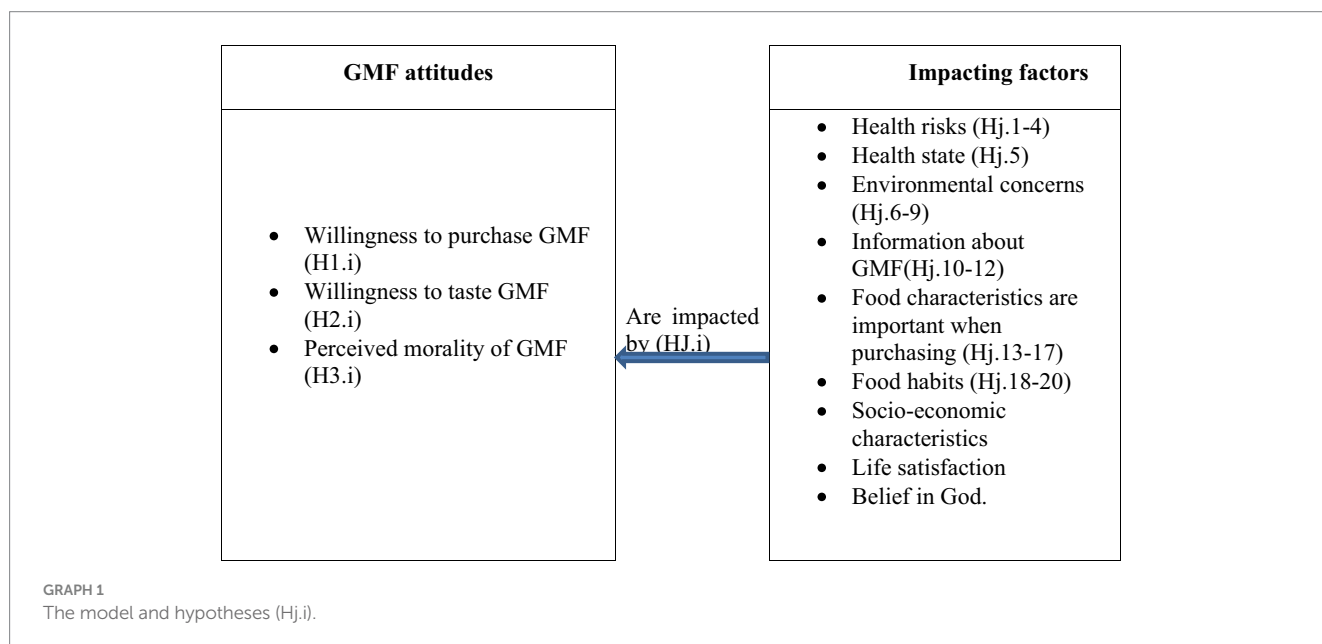 GMF attitudes
• Willingness to purchase GMF
(H1.i)
• Willingness to taste GMF
(H2.i)
• Perceived morality of GMF
(H3.i)
Are impacted
by (HJ.i)
Impacting factors
• Health risks (Hj.1-4)
• Health state (Hj.5)
• Environmental concerns
(Hj.6-9)
• Information about
GMF(Hj.10-12)
• Food characteristics are
important when
purchasing (Hj.13-17)
• Food habits (Hj.18-20)
• Socio-economic
characteristics
• Life satisfaction
• Belief in God.
GRAPH 1
The model and hypotheses (Hj.i).